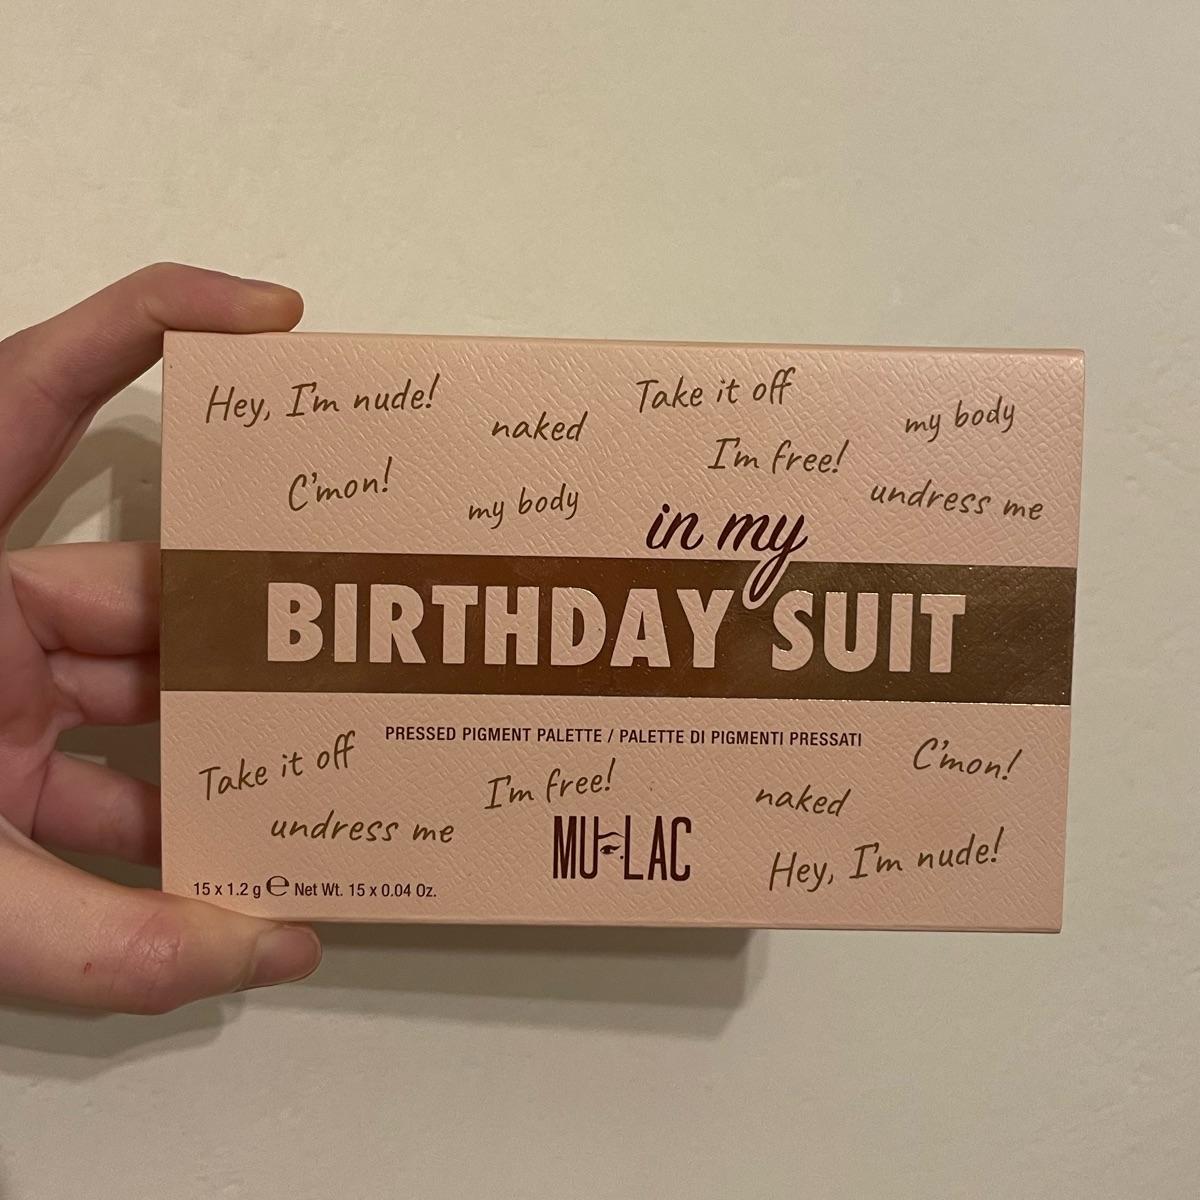 Hey, I'm nude!
naked
Take it off
my body
C'mon!
my body
I'm free!
undress me
in my
BIRTHDAY SUIT
PRESSED PIGMENT PALETTE / PALETTE DI PIGMENTI PRESSATI
Take it off
I'm free!
C'mon!
undress me
naked
MULAC
Hey, I'm nude!
15 x 1.2 g ℮ Net Wt. 15 x 0.04 Oz.